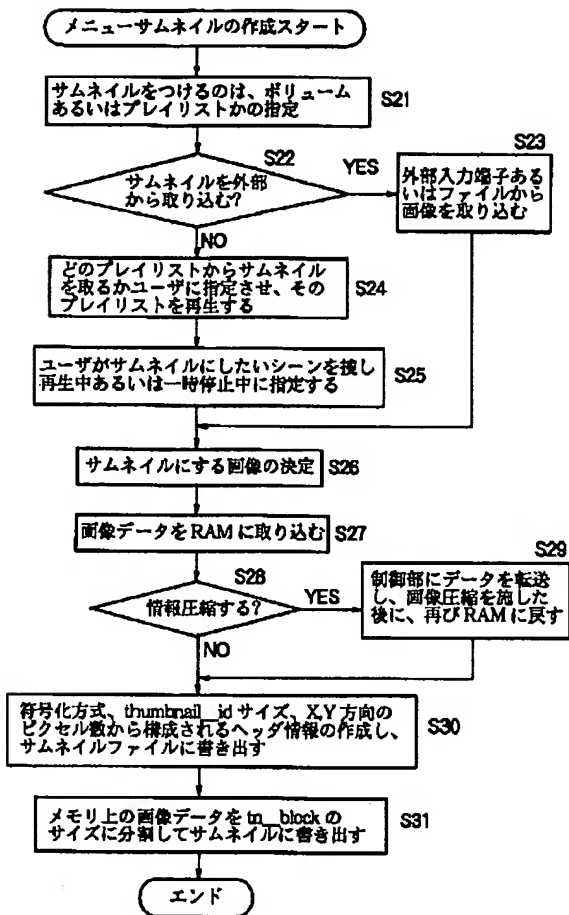 メニューサムネイルの作成スタート
サムネイルをつけるのは、ボリューム
あるいはプレイリストかの指定
S21
S22
サムネイルを外部
から取り込む?
YES
NO
S23
外部入力端子ある
いはファイルから
画像を取り込む
どのプレイリストからサムネイル
を取るかユーザに指定させ、その
プレイリストを再生する
S24
ユーザがサムネイルにしたいシーンを捜し
再生中あるいは一時停止中に指定する
S25
サムネイルにする画像の決定
S26
画像データをRAMに取り込む
S27
S28
情報圧縮する?
YES
NO
S29
制御部にデータを転送
し、画像圧縮を施した
後に、再びRAMに戻す
符号化方式、thumbnail_idサイズ、X,Y方向の
ピクセル数から構成されるヘッダ情報の作成し、
サムネイルファイルに書き出す
S30
メモリ上の画像データをtn_blockの
サイズに分割してサムネイルに書き出す
S31
エンド